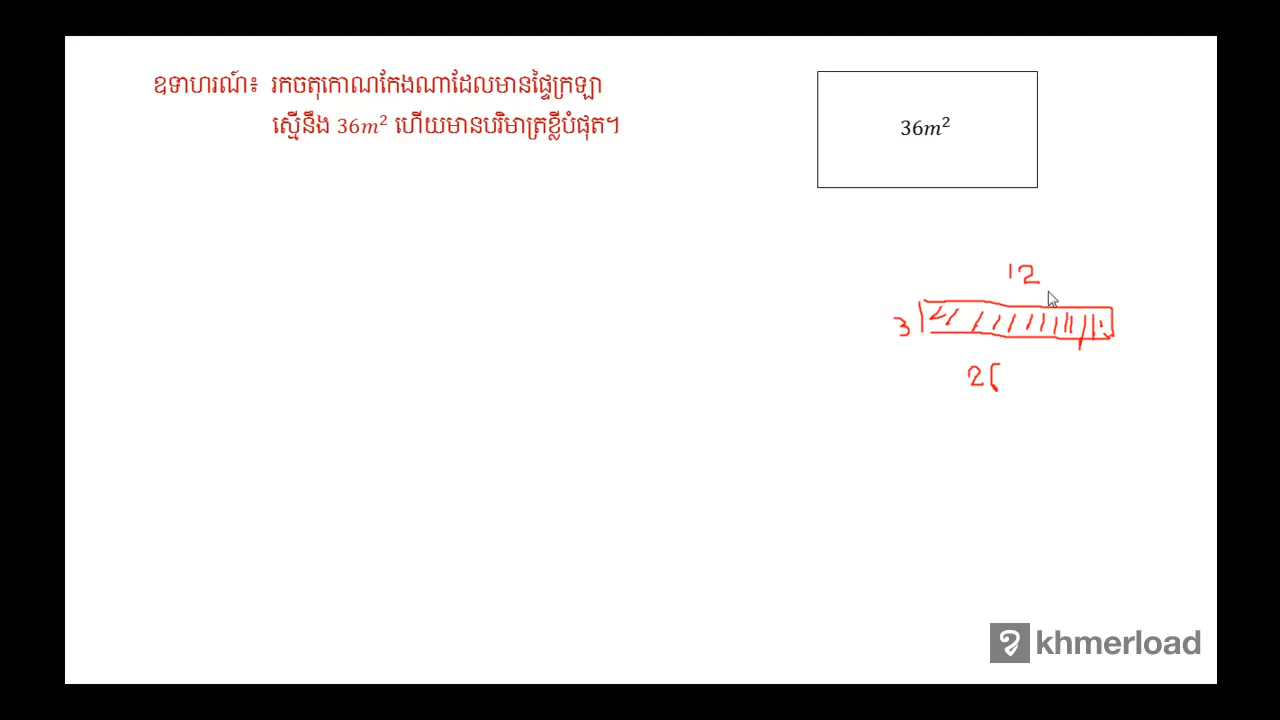 ឧទាហរណ៍៖ រកចតុកោណកែងណាដែលមានផ្ទៃក្រឡា
ស្មើនឹង 36m² ហើយមានបរិមាត្រខ្លីបំផុត។
36m²
12
3
2(
khmerload